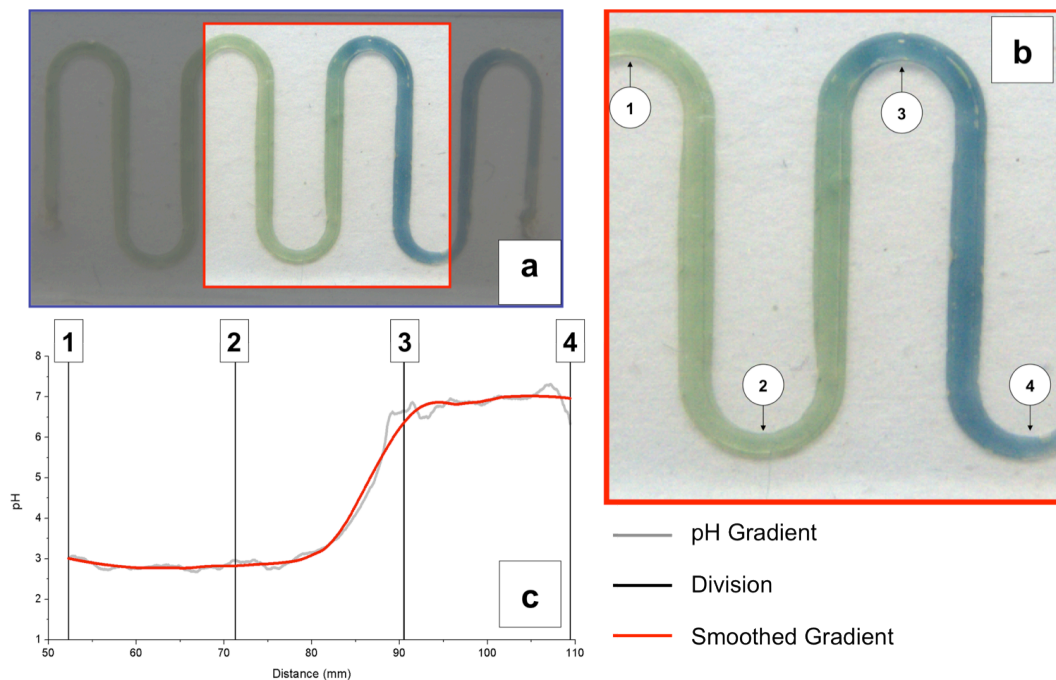 a
b
1
3
2
4
1 2 3 4
8
7
6
5
4
3
2
1
pH
50 60 70 80 90 100 110
Distance (mm)
c
pH Gradient
Division
Smoothed Gradient